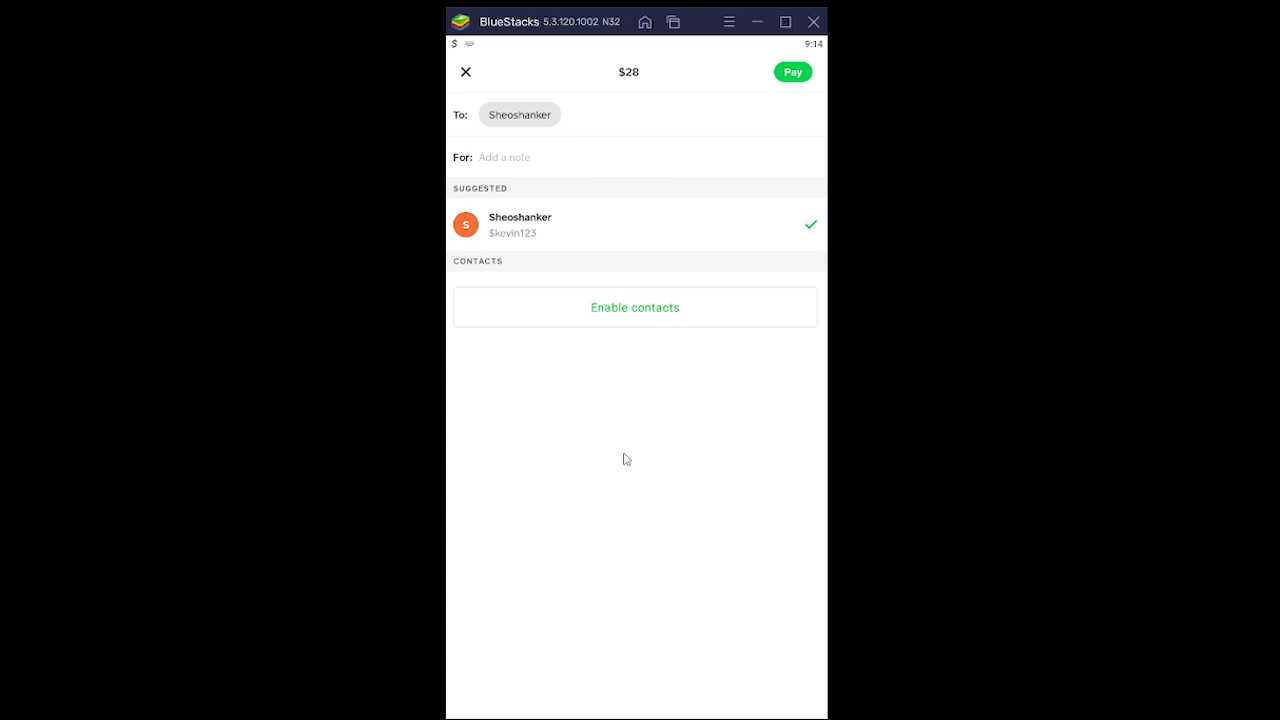 BlueStacks 5.3.120.1002 N32
$ 9:14
$28 Pay
To: Sheoshanker
For: Add a note
SUGGESTED
S Sheoshanker
$kevin123
CONTACTS
Enable contacts